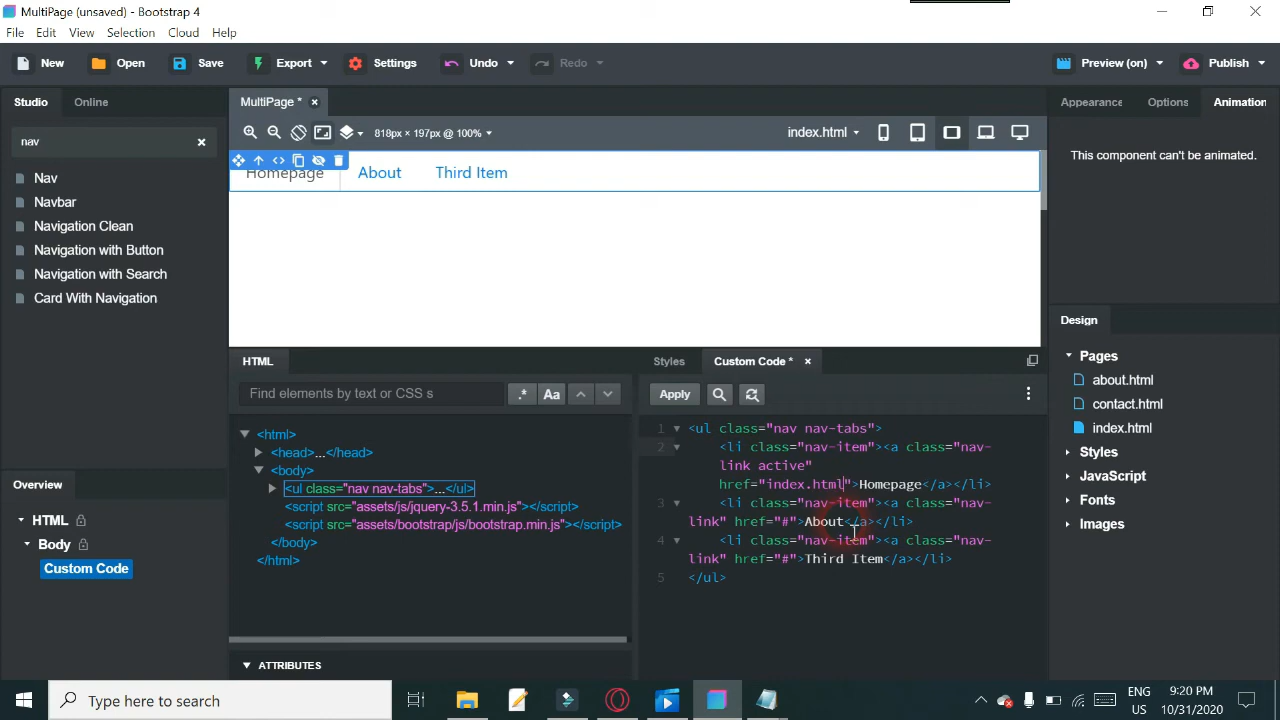 MultiPage (unsaved) - Bootstrap 4
File Edit View Selection Cloud Help
New Open Save Export Settings Undo Redo Preview (on) Publish
Studio Online MultiPage * Appearance Options Animation
nav
818px × 197px @ 100% index.html
This component can't be animated.
Homepage About Third Item
Nav
Navbar
Navigation Clean
Navigation with Button
Navigation with Search
Card With Navigation
Design
Pages
about.html
contact.html
index.html
Styles
JavaScript
Fonts
Images
HTML
Find elements by text or CSS s .* Aa
<html>
<head>...</head>
<body>
<ul class="nav nav-tabs">...</ul>
<script src="assets/js/jquery-3.5.1.min.js"></script>
<script src="assets/bootstrap/js/bootstrap.min.js"></script>
</body>
</html>
ATTRIBUTES
Styles Custom Code *
Apply
1 <ul class="nav nav-tabs">
2 <li class="nav-item"><a class="nav-
link active"
href="index.html">Homepage</a></li>
3 <li class="nav-item"><a class="nav-
link" href="#">About</a></li>
4 <li class="nav-item"><a class="nav-
link" href="#">Third Item</a></li>
5 </ul>
Overview
HTML
Body
Custom Code
Type here to search
ENG
US
9:20 PM
10/31/2020